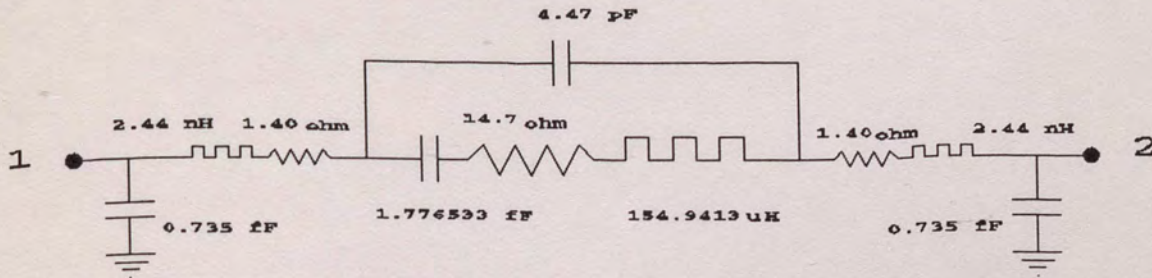 4.47 pF
2.44 nH 1.40 ohm 14.7 ohm 1.40 ohm 2.44 nH
1 2
0.735 fF 1.776533 fF 154.9413 uH 0.735 fF